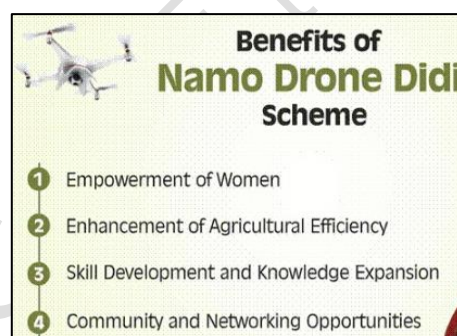 Benefits of
Namo Drone Didi
Scheme
1 Empowerment of Women
2 Enhancement of Agricultural Efficiency
3 Skill Development and Knowledge Expansion
4 Community and Networking Opportunities